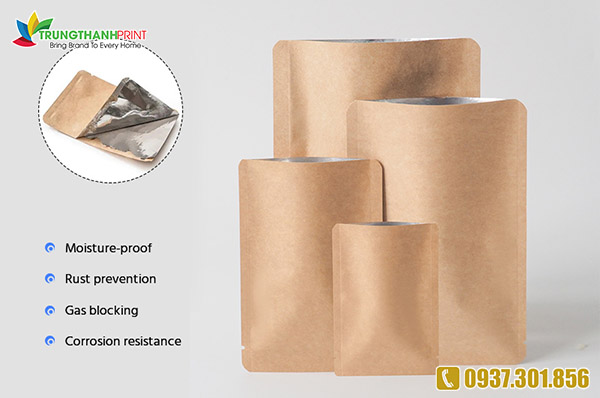 TRUNGTHANHPRINT
Bring Brand To Every Home
Moisture-proof
Rust prevention
Gas blocking
Corrosion resistance
0937.301.856